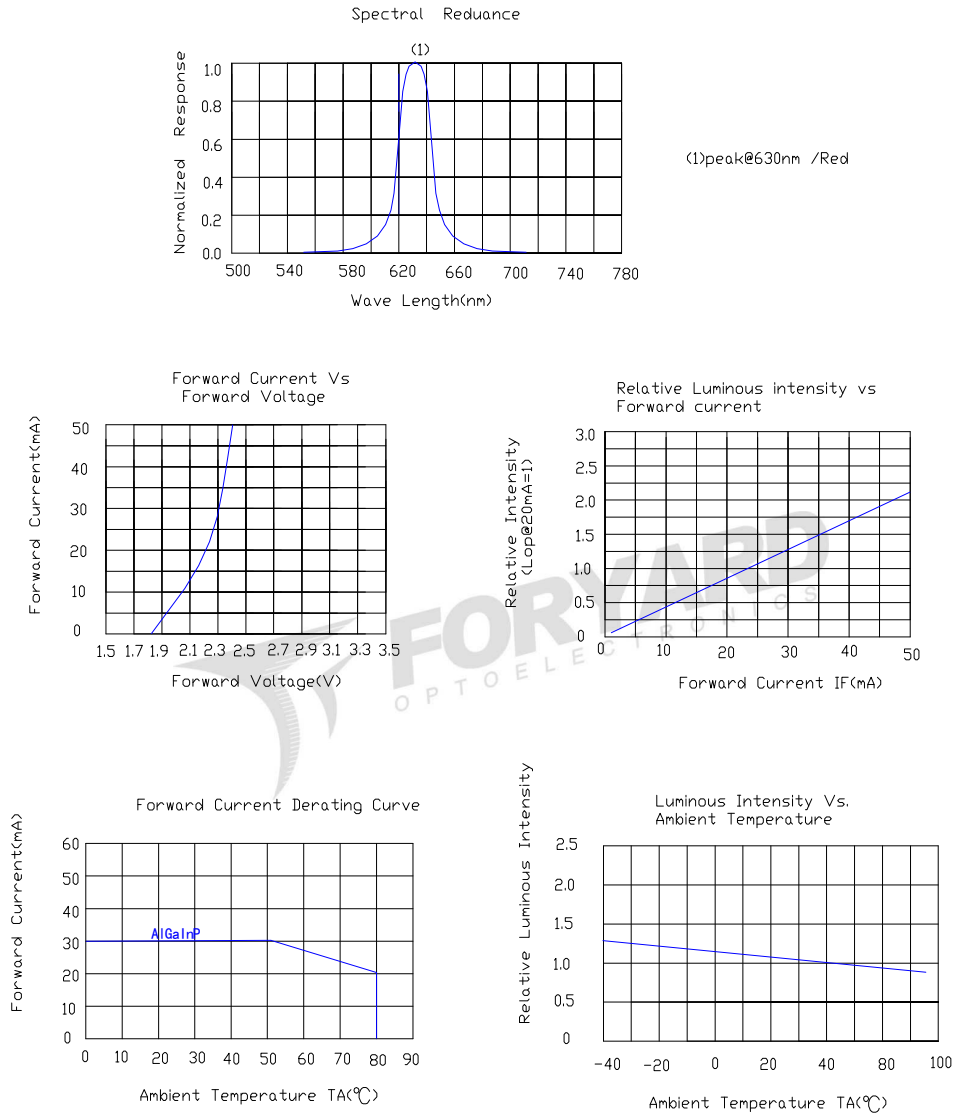 Spectral Reduance
(1)
Normalized Response
1.0
0.8
0.6
0.4
0.2
0.0
500 540 580 620 660 700 740 780
Wave Length(nm)
(1)peak@630nm /Red
Forward Current Vs
Forward Voltage
Forward Current(mA)
50
40
30
20
10
0
1.5 1.7 1.9 2.1 2.3 2.5 2.7 2.9 3.1 3.3 3.5
Forward Voltage(V)
Relative Luminous intensity vs
Forward current
Relative Intensity
(Lop@20mA=1)
3.0
2.5
2.0
1.5
1.0
0.5
0
0 10 20 30 40 50
Forward Current IF(mA)
FORYARD
OPTOELECTRONICS
Forward Current Derating Curve
Forward Current(mA)
60
50
40
30
20
10
0
AlGaInP
0 10 20 30 40 50 60 70 80 90
Ambient Temperature TA(℃)
Luminous Intensity Vs.
Ambient Temperature
Relative Luminous Intensity
2.5
2.0
1.5
1.0
0.5
0
-40 -20 0 20 40 60 80 100
Ambient Temperature TA(℃)